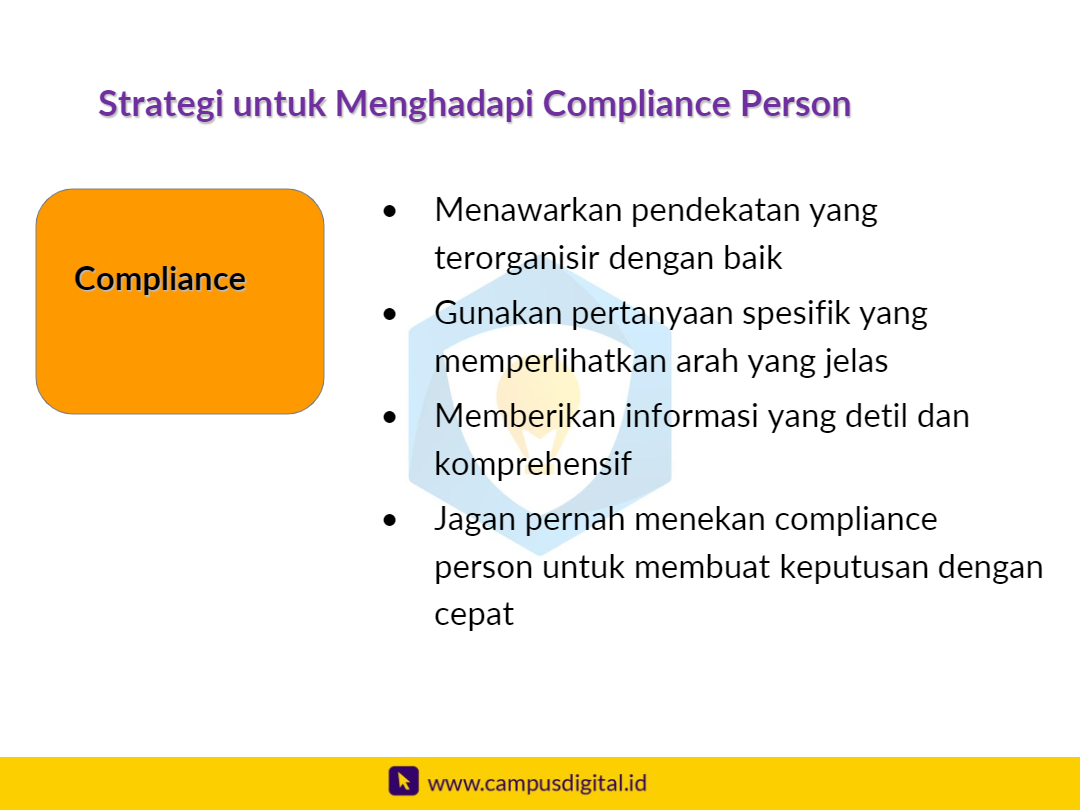 Strategi untuk Menghadapi Compliance Person
Compliance
• Menawarkan pendekatan yang
terorganisir dengan baik
• Gunakan pertanyaan spesifik yang
memperlihatkan arah yang jelas
• Memberikan informasi yang detil dan
komprehensif
• Jagan pernah menekan compliance
person untuk membuat keputusan dengan
cepat
www.campusdigital.id